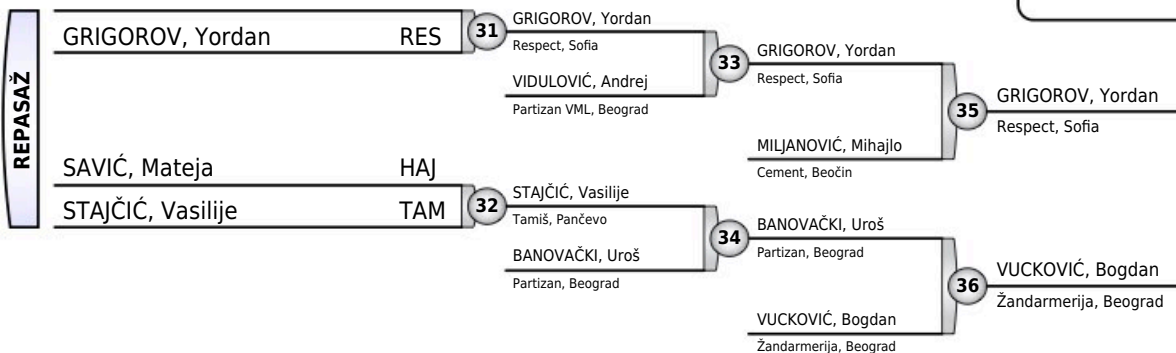 REPASAŽ
GRIGOROV, Yordan RES
SAVIĆ, Mateja HAJ
STAJČIĆ, Vasilije TAM
31
GRIGOROV, Yordan
Respect, Sofia
VIDULOVIĆ, Andrej
Partizan VML, Beograd
32
STAJČIĆ, Vasilije
Tamiš, Pančevo
BANOVAČKI, Uroš
Partizan, Beograd
33
GRIGOROV, Yordan
Respect, Sofia
MILJANOVIĆ, Mihajlo
Cement, Beočin
34
BANOVAČKI, Uroš
Partizan, Beograd
VUCKOVIĆ, Bogdan
Žandarmerija, Beograd
35
GRIGOROV, Yordan
Respect, Sofia
36
VUCKOVIĆ, Bogdan
Žandarmerija, Beograd